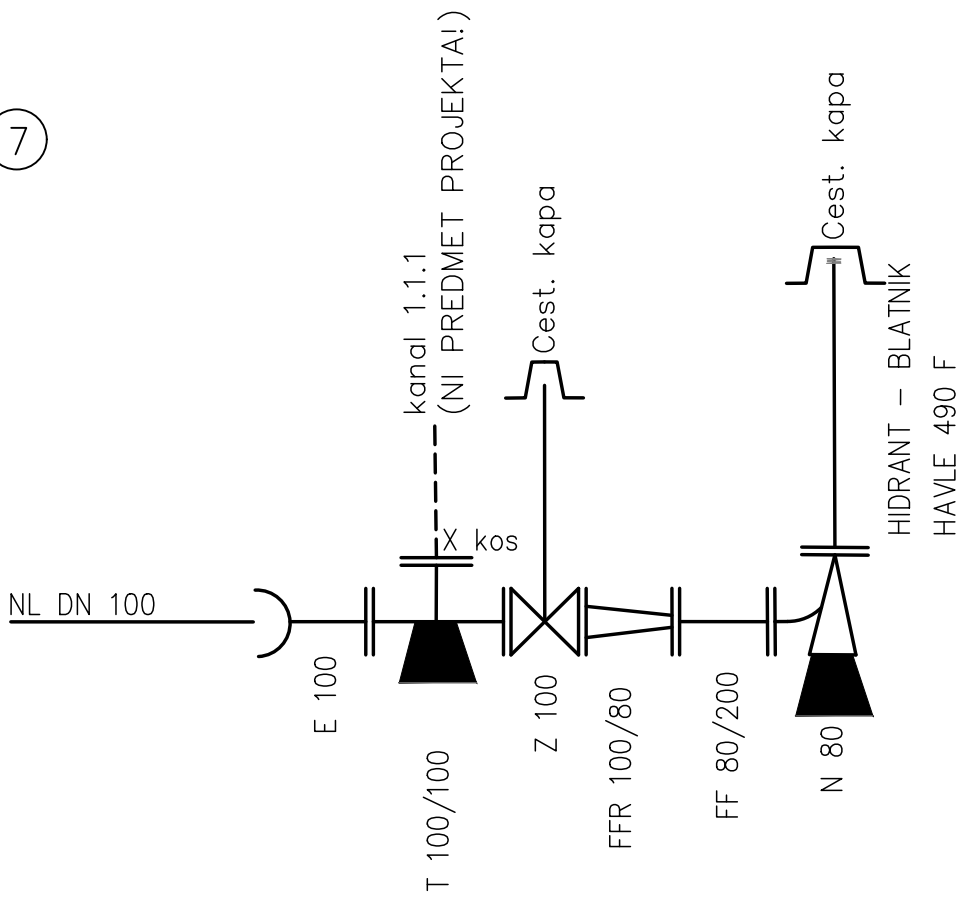 7
kanal 1.1.1
(NI PREDMET PROJEKTA!)
Cest. kapa
Cest. kapa
HIDRANT – BLATNIK
HAVLE 490 F
X kos
NL DN 100
E 100
T 100/100
Z 100
FFR 100/80
FF 80/200
N 80